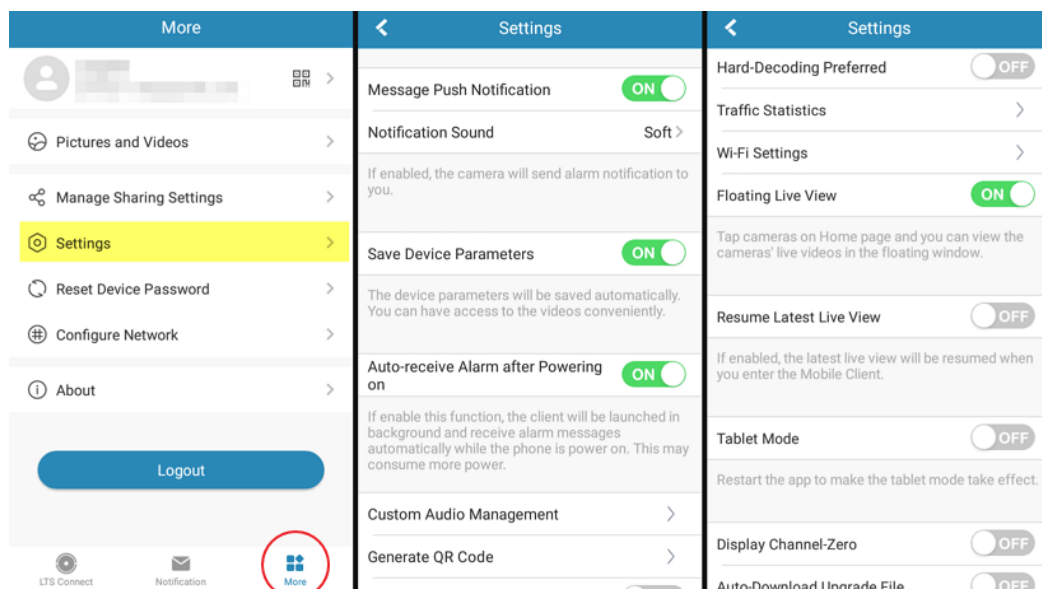 More
Pictures and Videos
Manage Sharing Settings
Settings
Reset Device Password
Configure Network
About
Logout
LTS Connect
Notification
More
Settings
Message Push Notification
ON
Notification Sound
Soft
If enabled, the camera will send alarm notification to
you.
Save Device Parameters
ON
The device parameters will be saved automatically.
You can have access to the videos conveniently.
Auto-receive Alarm after Powering
on
ON
If enable this function, the client will be launched in
background and receive alarm messages
automatically while the phone is power on. This may
consume more power.
Custom Audio Management
Generate QR Code
Settings
Hard-Decoding Preferred
OFF
Traffic Statistics
Wi-Fi Settings
Floating Live View
ON
Tap cameras on Home page and you can view the
cameras' live videos in the floating window.
Resume Latest Live View
OFF
If enabled, the latest live view will be resumed when
you enter the Mobile Client.
Tablet Mode
OFF
Restart the app to make the tablet mode take effect.
Display Channel-Zero
OFF
Auto-Download Upgrade File
OFF